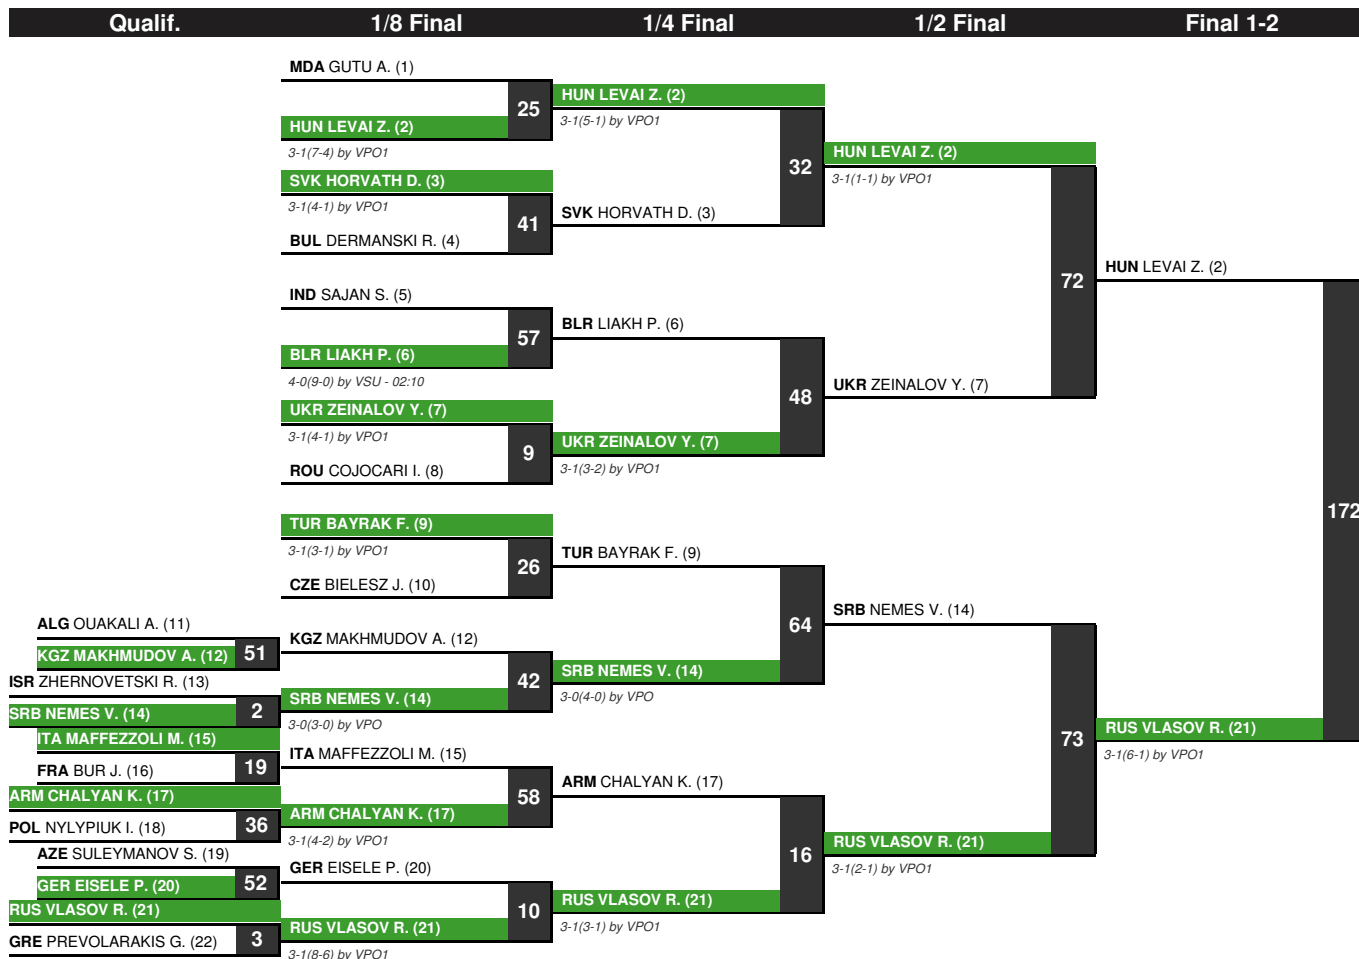 Qualif. 1/8 Final 1/4 Final 1/2 Final Final 1-2
MDA GUTU A. (1)
25
HUN LEVAI Z. (2)
3-1(5-1) by VPO1
HUN LEVAI Z. (2)
3-1(7-4) by VPO1
32
HUN LEVAI Z. (2)
3-1(1-1) by VPO1
SVK HORVATH D. (3)
3-1(4-1) by VPO1
41
SVK HORVATH D. (3)
BUL DERMANSKI R. (4)
72
HUN LEVAI Z. (2)
IND SAJAN S. (5)
57
BLR LIAKH P. (6)
BLR LIAKH P. (6)
4-0(9-0) by VSU - 02:10
48
UKR ZEINALOV Y. (7)
UKR ZEINALOV Y. (7)
3-1(4-1) by VPO1
9
UKR ZEINALOV Y. (7)
3-1(3-2) by VPO1
ROU COJOCARI I. (8)
172
TUR BAYRAK F. (9)
3-1(3-1) by VPO1
26
TUR BAYRAK F. (9)
CZE BIELESZ J. (10)
64
SRB NEMES V. (14)
ALG OUAKALI A. (11)
51
KGZ MAKHMUDOV A. (12)
KGZ MAKHMUDOV A. (12)
42
SRB NEMES V. (14)
3-0(4-0) by VPO
ISR ZHERNOVETSKI R. (13)
2
SRB NEMES V. (14)
SRB NEMES V. (14)
3-0(3-0) by VPO
73
RUS VLASOV R. (21)
3-1(6-1) by VPO1
ITA MAFFEZZOLI M. (15)
19
FRA BUR J. (16)
ITA MAFFEZZOLI M. (15)
58
ARM CHALYAN K. (17)
ARM CHALYAN K. (17)
36
POL NYLYPIUK I. (18)
ARM CHALYAN K. (17)
3-1(4-2) by VPO1
16
RUS VLASOV R. (21)
3-1(2-1) by VPO1
AZE SULEYMANOV S. (19)
52
GER EISELE P. (20)
GER EISELE P. (20)
10
RUS VLASOV R. (21)
3-1(3-1) by VPO1
RUS VLASOV R. (21)
3
GRE PREVOLARAKIS G. (22)
RUS VLASOV R. (21)
3-1(8-6) by VPO1